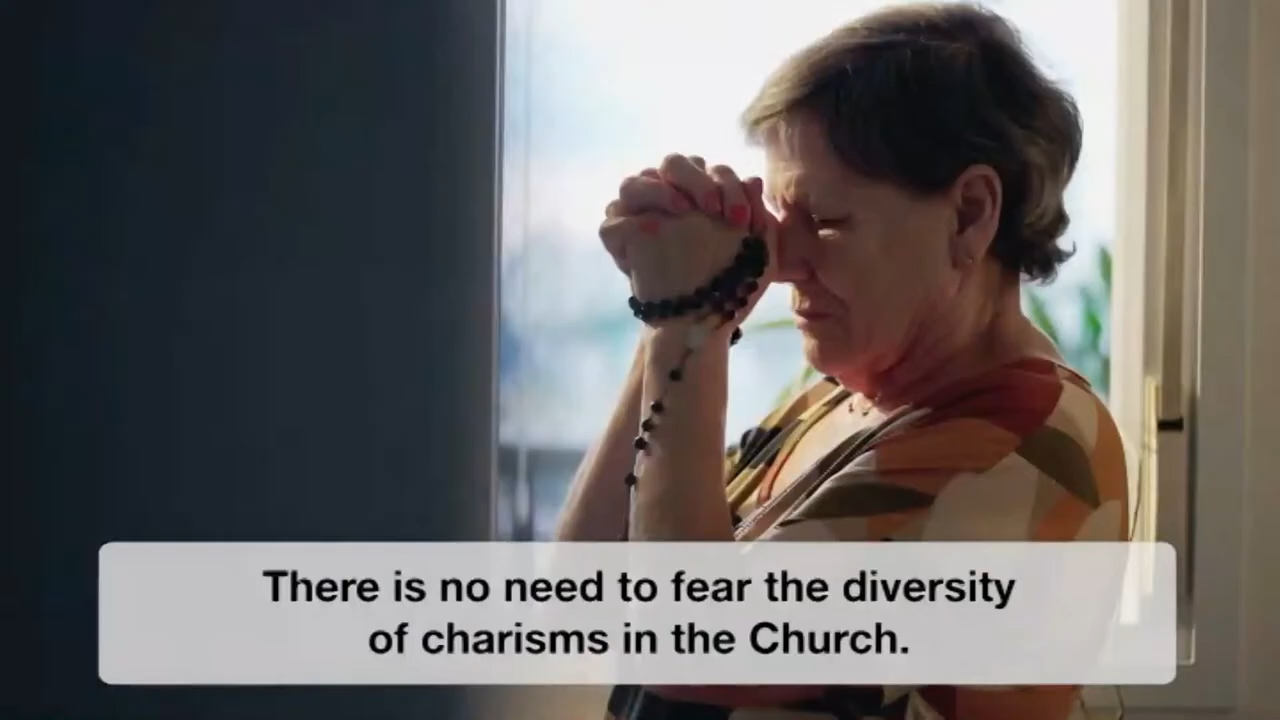 There is no need to fear the diversity
of charisms in the Church.